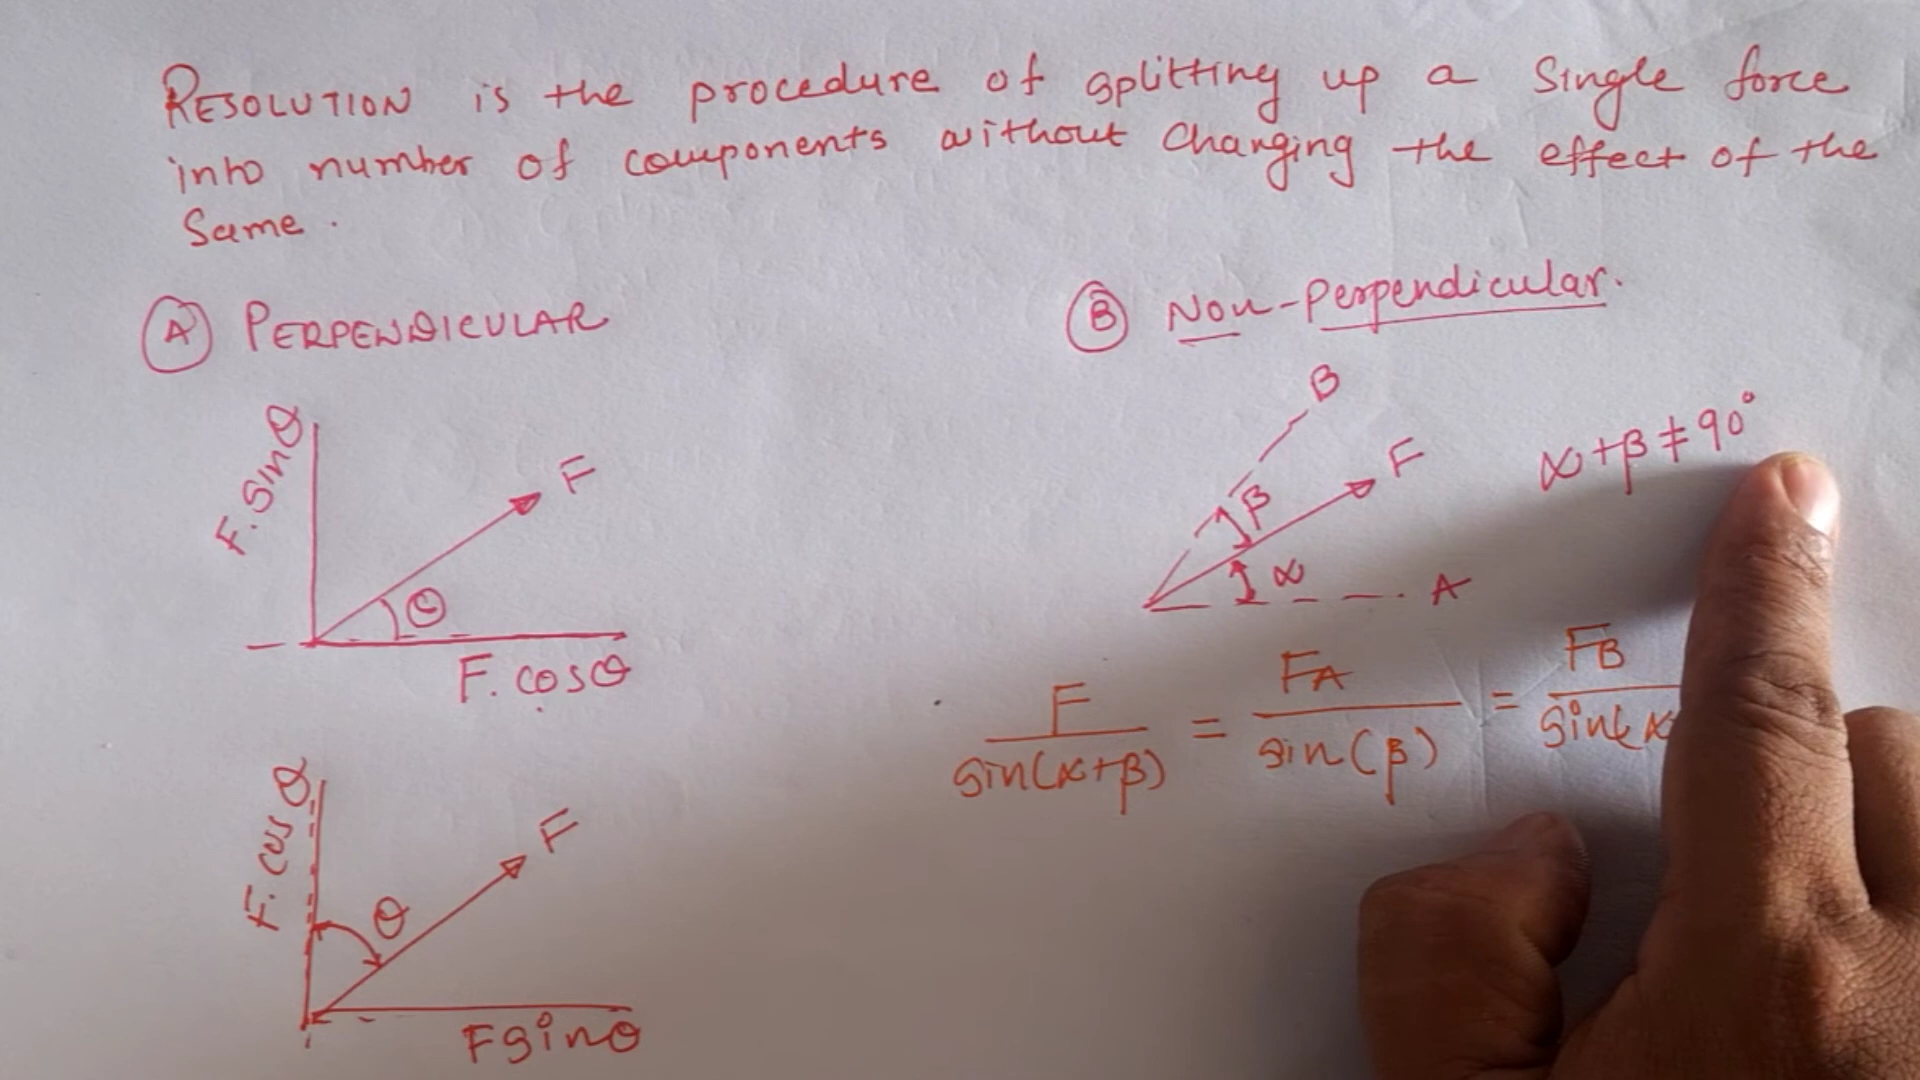 RESOLUTION is the procedure of splitting up a single force
into number of components without changing the effect of the
Same.
A PERPENDICULAR
B Non-Perpendicular.
F. Sinθ
F
θ
F. cosθ
B
β
F
α
A
α+β≠90°
F/sin(α+β) = FA/sin(β) = FB/sin(α
F. cosθ
θ
F
Fsinθ